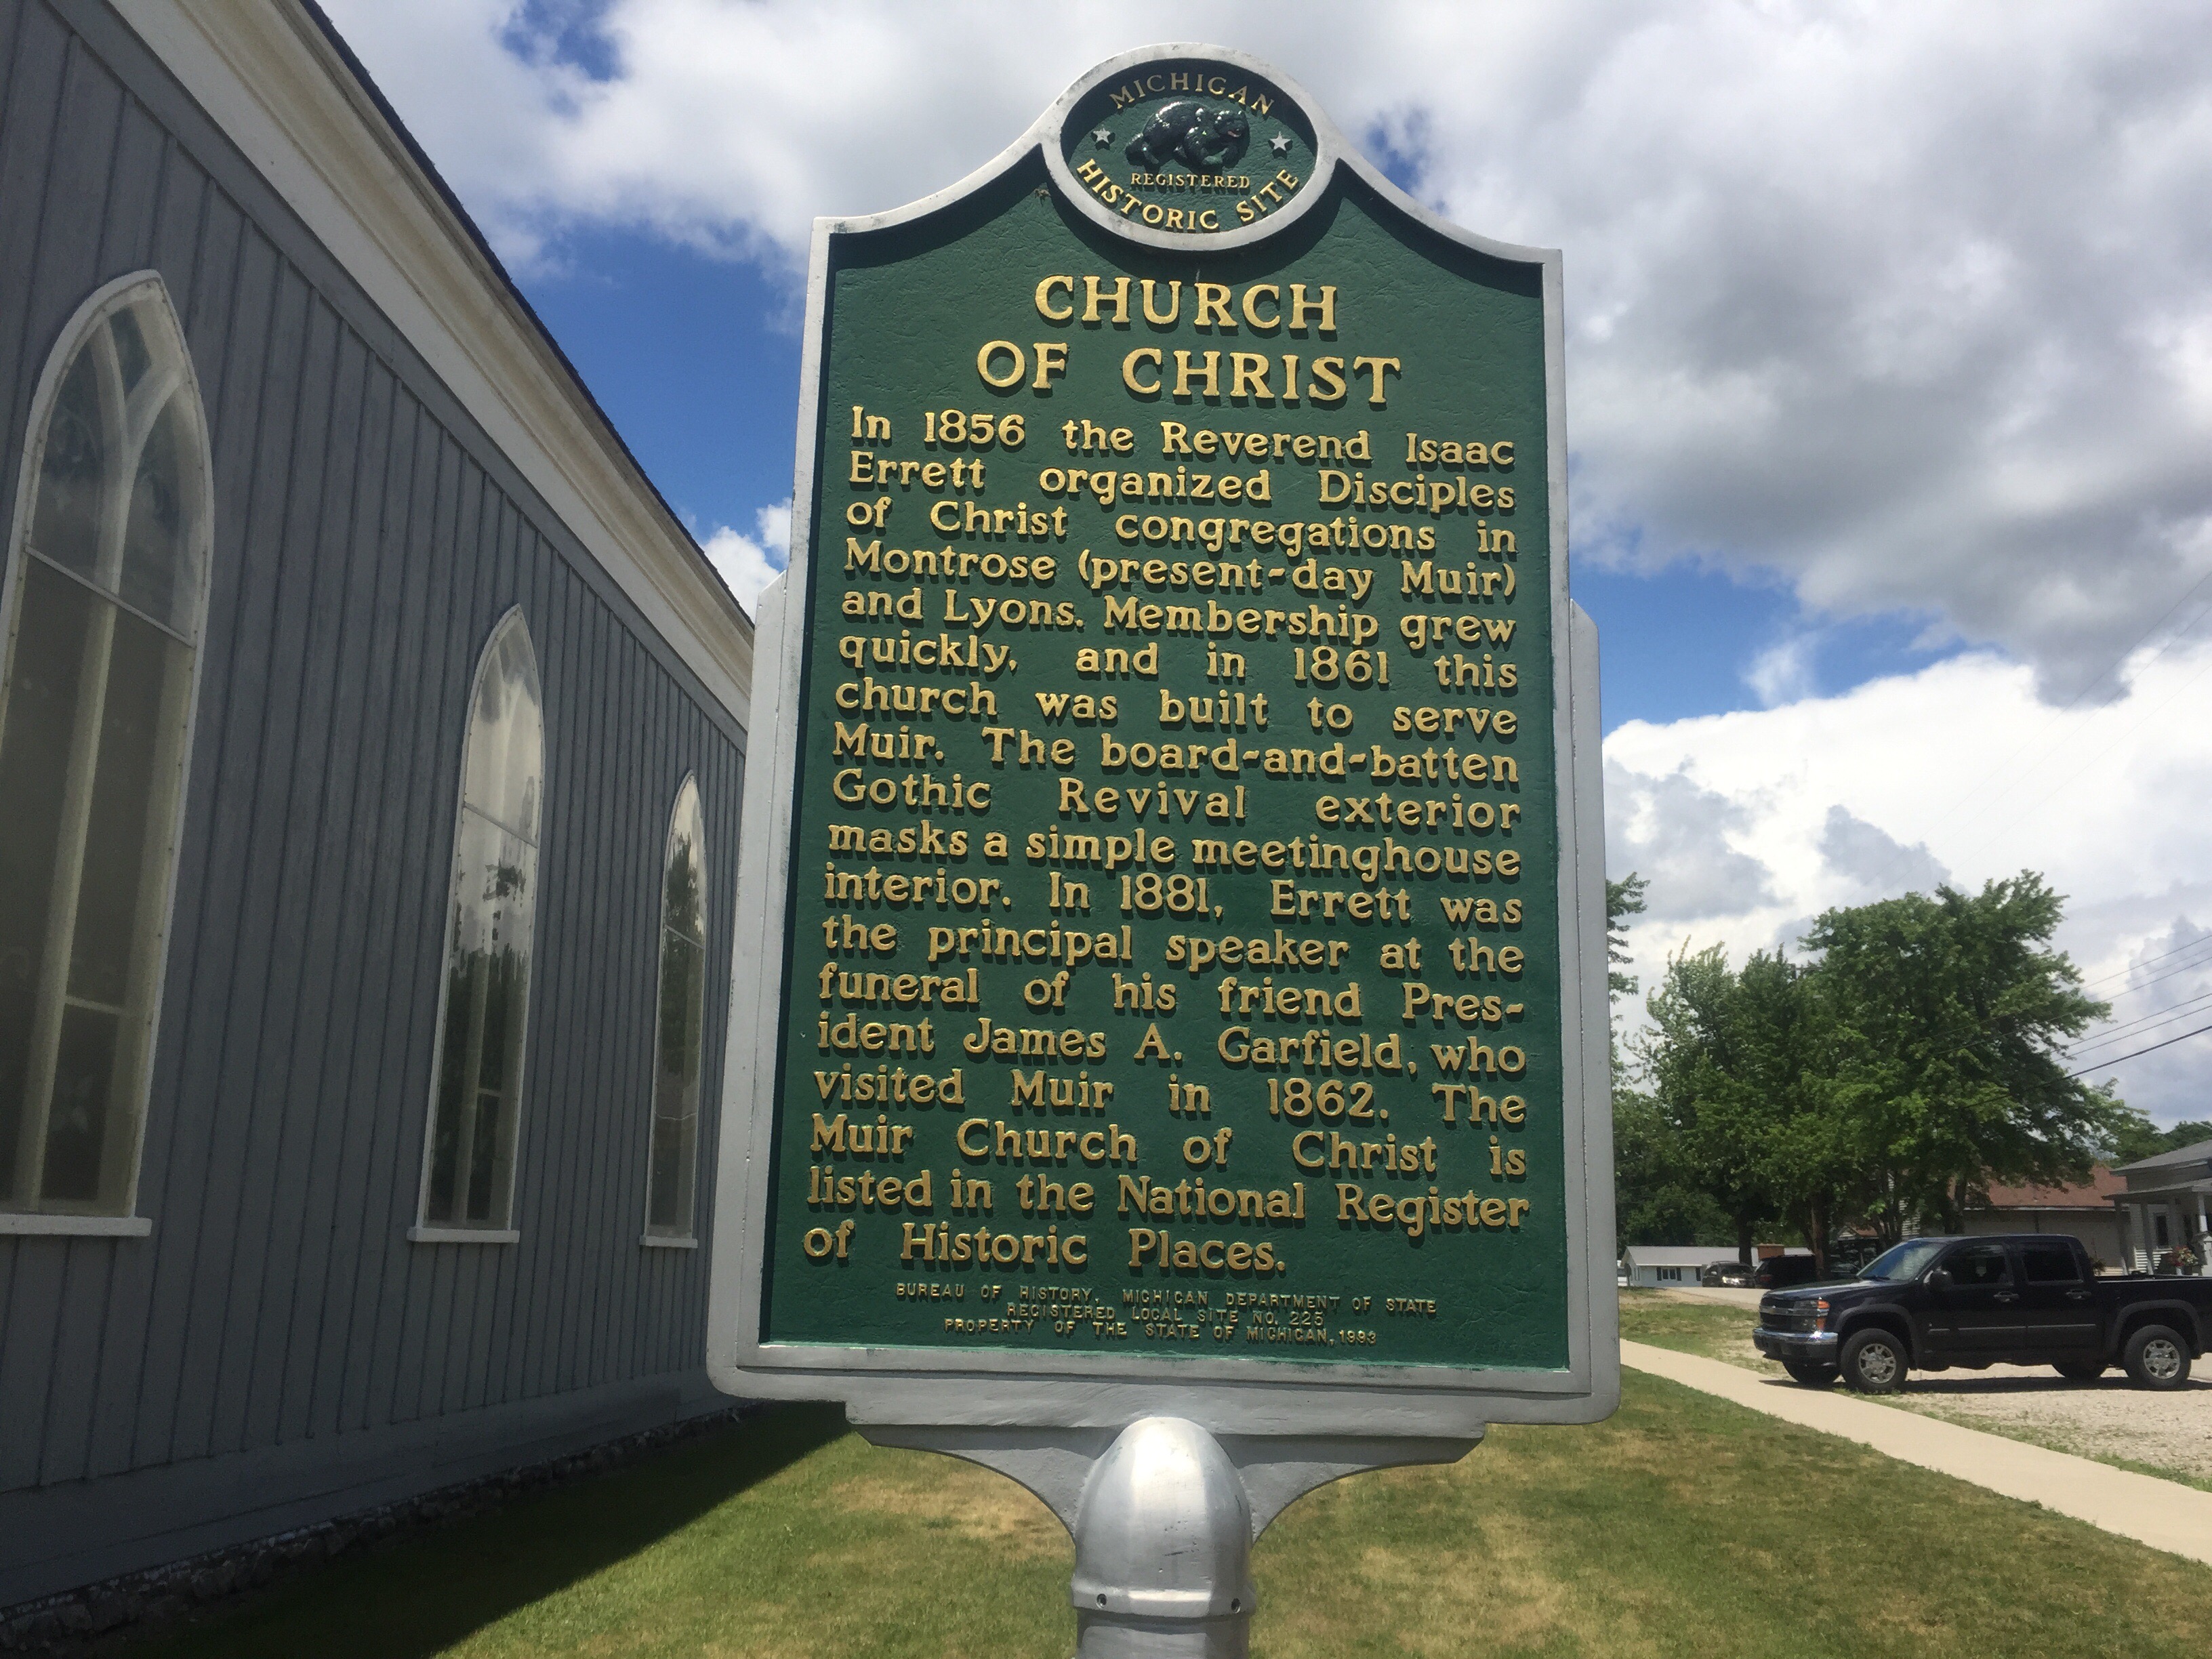 MICHIGAN
REGISTERED
HISTORIC SITE
CHURCH
OF CHRIST
In 1856 the Reverend Isaac
Errett organized Disciples
of Christ congregations in
Montrose (present-day Muir)
and Lyons. Membership grew
quickly, and in 1861 this
church was built to serve
Muir. The board-and-batten
Gothic Revival exterior
masks a simple meetinghouse
interior. In 1881, Errett was
the principal speaker at the
funeral of his friend Pres-
ident James A. Garfield, who
visited Muir in 1862. The
Muir Church of Christ is
listed in the National Register
of Historic Places.
BUREAU OF HISTORY, MICHIGAN DEPARTMENT OF STATE
REGISTERED LOCAL SITE NO. 225
PROPERTY OF THE STATE OF MICHIGAN, 1993